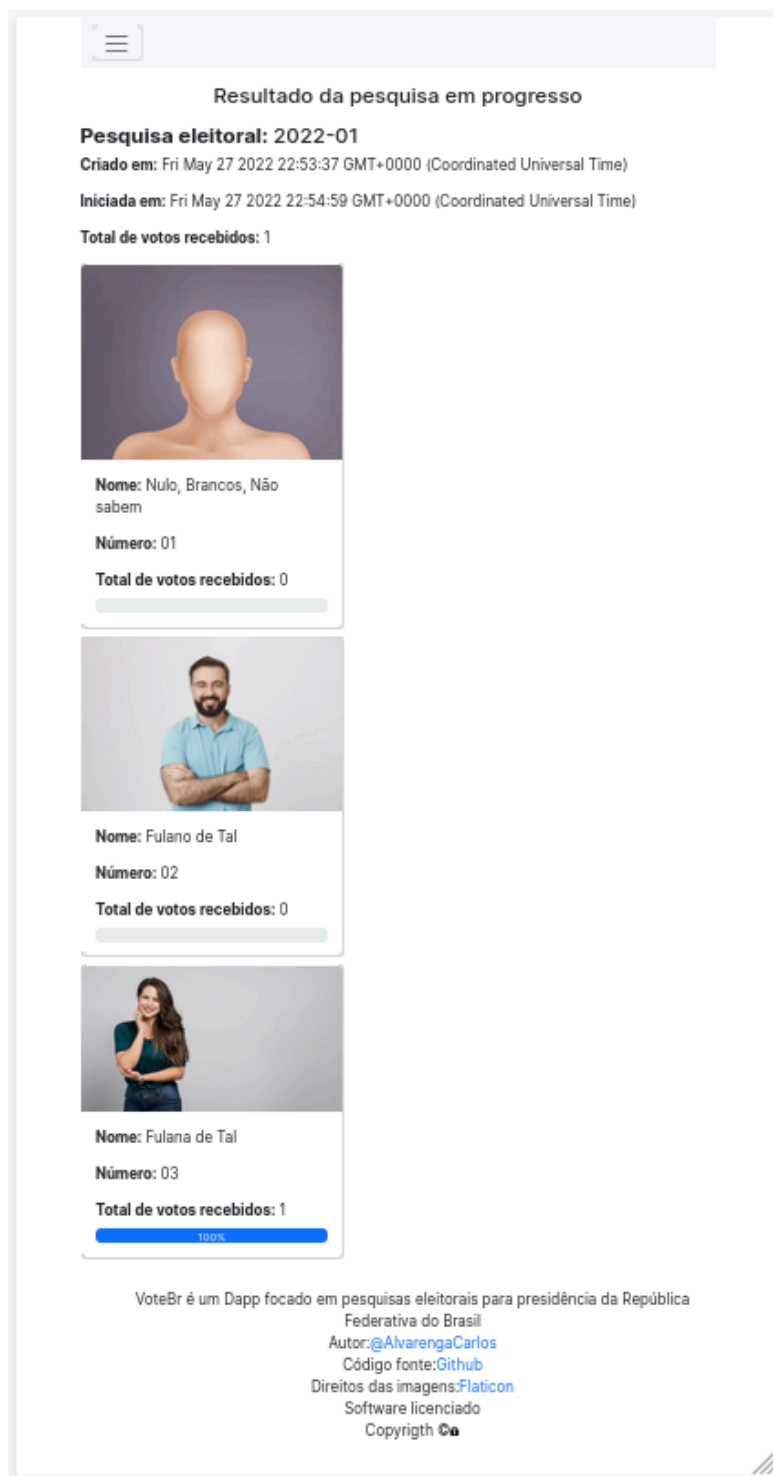 Resultado da pesquisa em progresso
Pesquisa eleitoral: 2022-01
Criado em: Fri May 27 2022 22:53:37 GMT+0000 (Coordinated Universal Time)
Iniciada em: Fri May 27 2022 22:54:59 GMT+0000 (Coordinated Universal Time)
Total de votos recebidos: 1
Nome: Nulo, Brancos, Não
sabem
Número: 01
Total de votos recebidos: 0
Nome: Fulano de Tal
Número: 02
Total de votos recebidos: 0
Nome: Fulana de Tal
Número: 03
Total de votos recebidos: 1
100%
VoteBr é um Dapp focado em pesquisas eleitorais para presidência da República
Federativa do Brasil
Autor:@AlvarengaCarlos
Código fonte:Github
Direitos das imagens:Flaticon
Software licenciado
Copyrigth ©